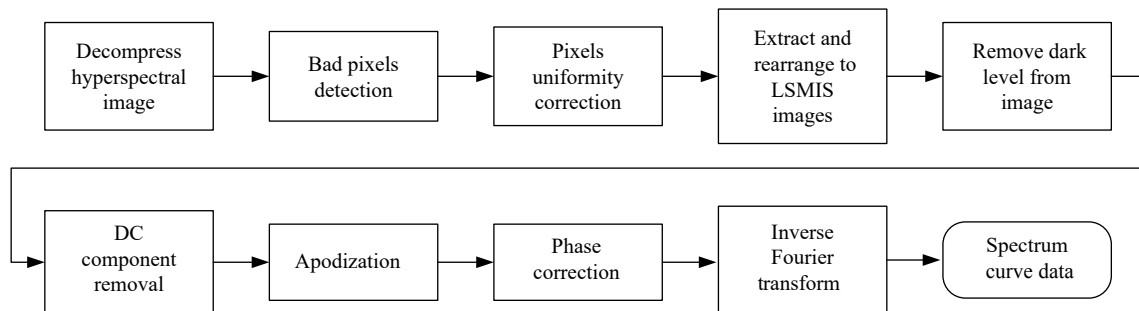 Decompress
hyperspectral
image
Bad pixels
detection
Pixels
uniformity
correction
Extract and
rearrange to
LSMIS
images
Remove dark
level from
image
DC
component
removal
Apodization
Phase
correction
Inverse
Fourier
transform
Spectrum
curve data